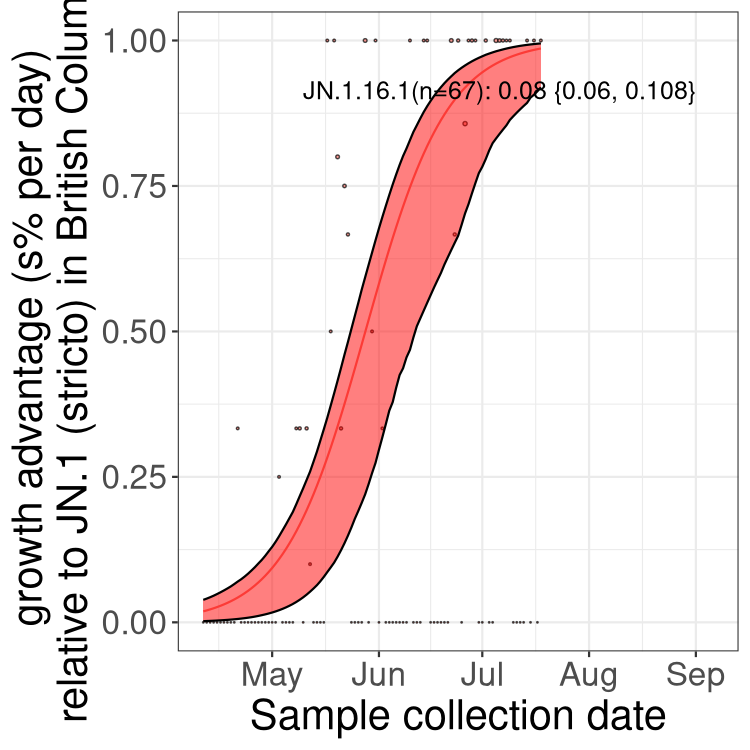 growth advantage (s% per day)
relative to JN.1 (stricto) in British Colum
1.00
0.75
0.50
0.25
0.00
JN.1.16.1(n=67): 0.08 {0.06, 0.108}
May Jun Jul Aug Sep
Sample collection date